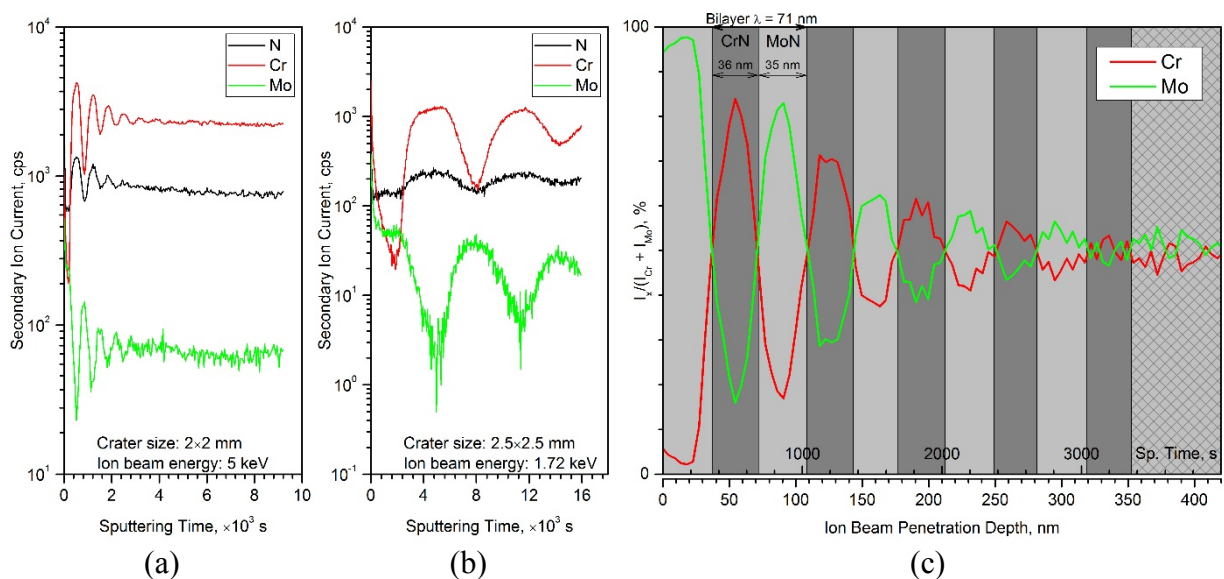 10⁴
10³
10²
10¹
Secondary Ion Current, cps
N
Cr
Mo
Crater size: 2×2 mm
Ion beam energy: 5 keV
0 2 4 6 8 10
Sputtering Time, ×10³ s
(a)
10⁴
10³
10²
10¹
10⁰
10⁻¹
Secondary Ion Current, cps
N
Cr
Mo
Crater size: 2.5×2.5 mm
Ion beam energy: 1.72 keV
0 4 8 12 16
Sputtering Time, ×10³ s
(b)
100
50
0
I_x/(I_Cr + I_Mo), %
Bilayer λ = 71 nm
CrN MoN
36 nm 35 nm
Cr
Mo
1000 2000 3000 Sp. Time, s
0 50 100 150 200 250 300 350 400
Ion Beam Penetration Depth, nm
(c)